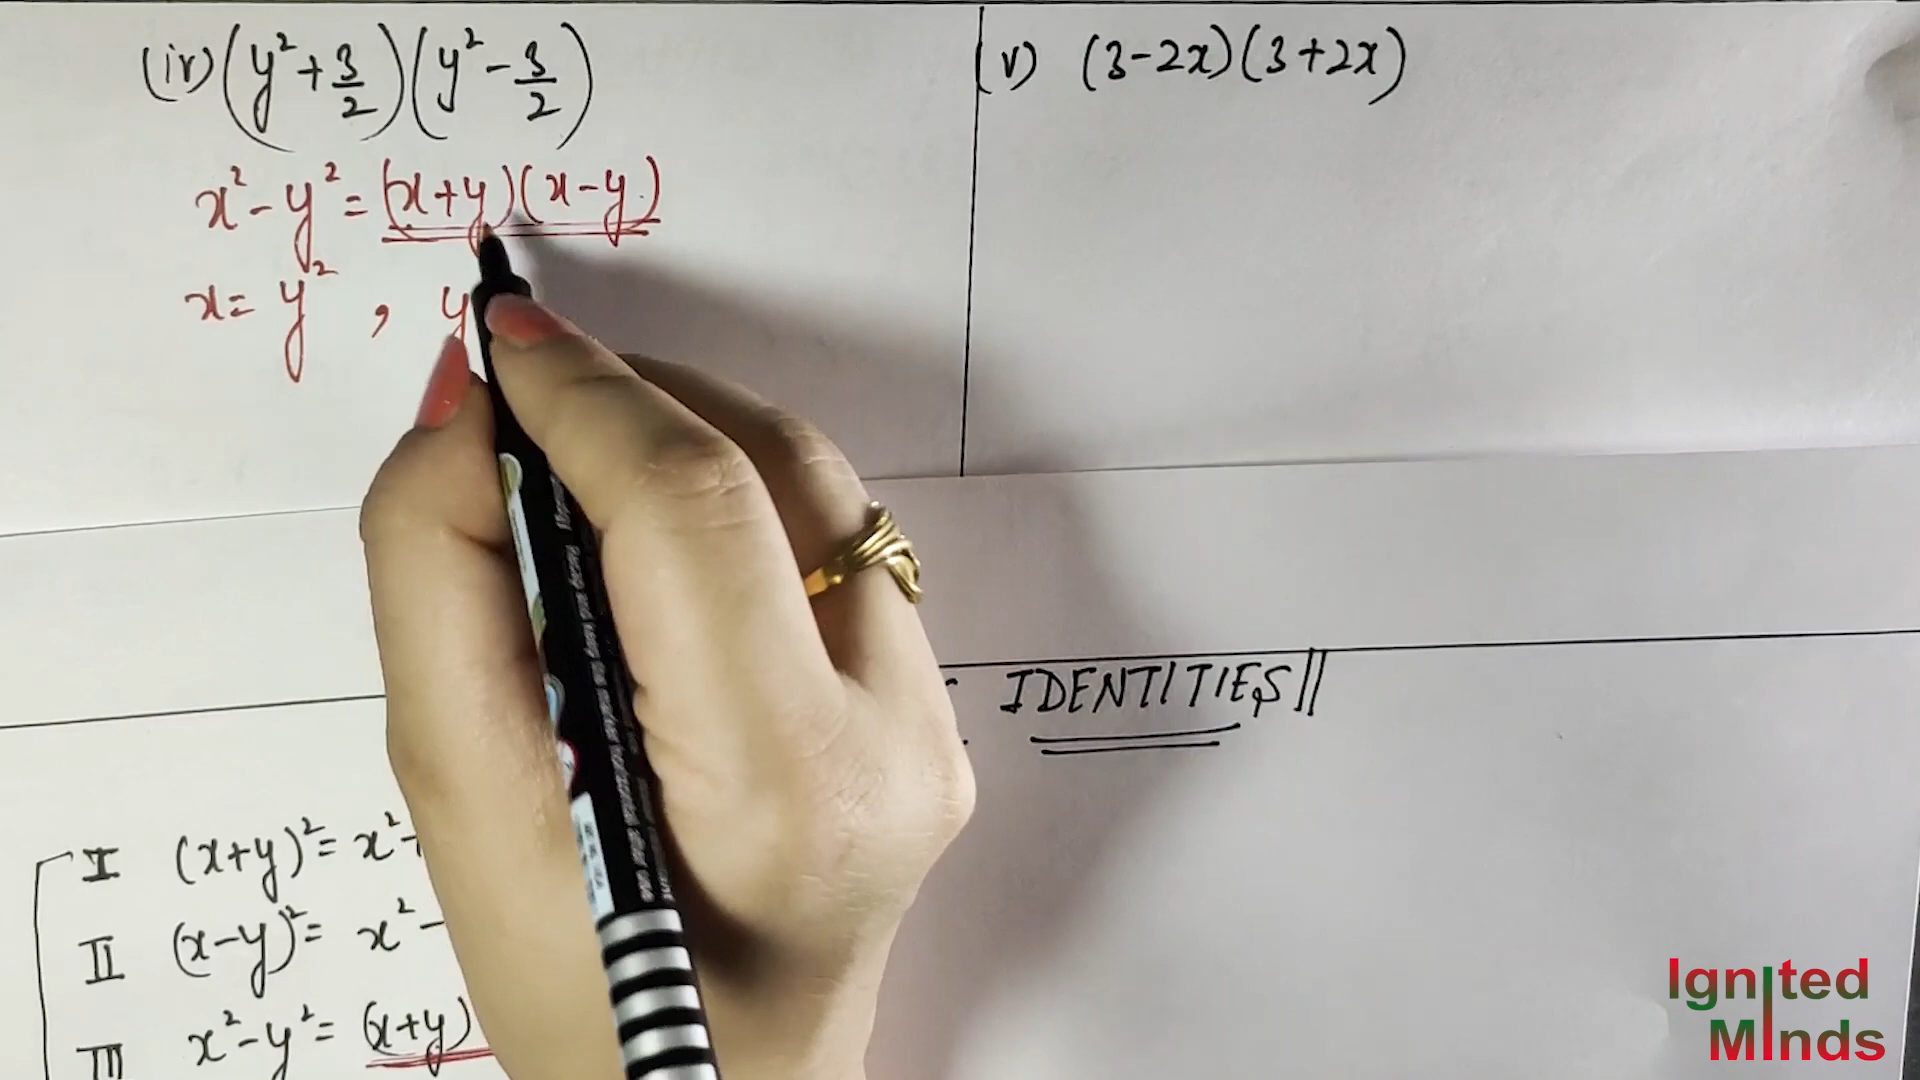 (iv) (y² + 3/2)(y² - 3/2)
x² - y² = (x+y)(x-y)
x = y² , y
(v) (3-2x)(3+2x)
IDENTITIES||
I (x+y)² = x² +
II (x-y)² = x² -
III x² - y² = (x+y)
Ignited
Minds